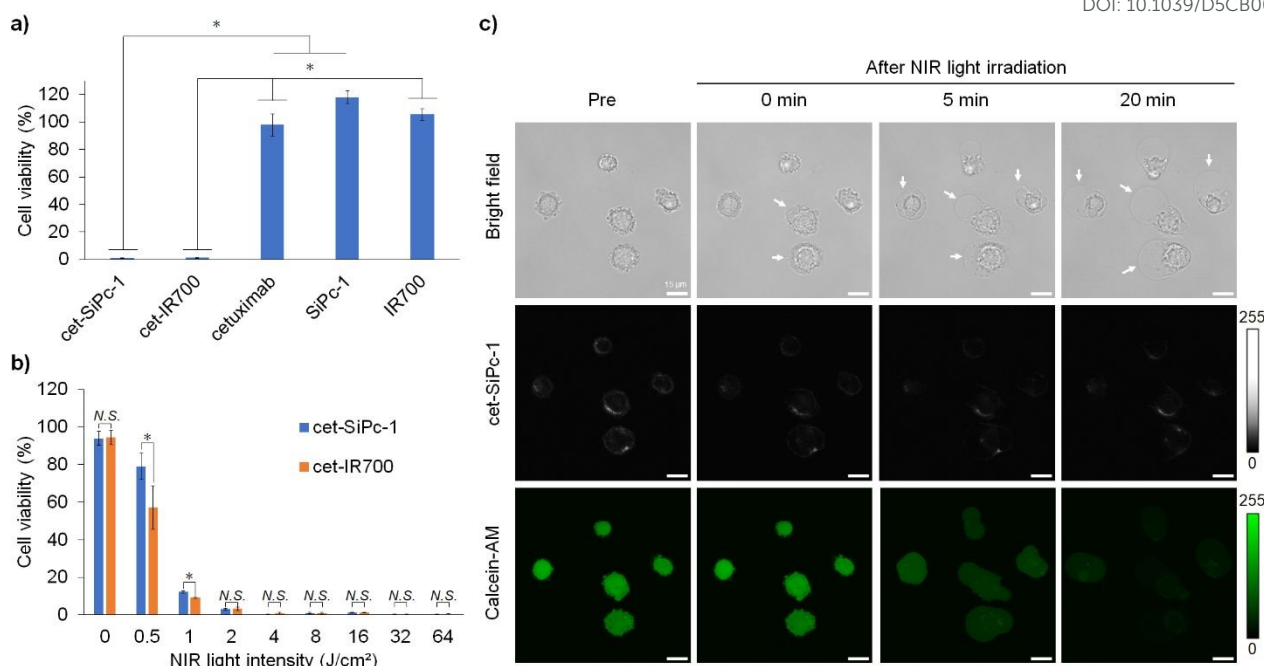 DOI: 10.1039/D5CB00
a)
*
*
120
100
80
60
40
20
0
Cell viability (%)
cet-SiPc-1
cet-IR700
cetuximab
SiPc-1
IR700
b)
120
100
80
60
40
20
0
Cell viability (%)
N.S.
*
*
N.S.
N.S.
N.S.
N.S.
N.S.
N.S.
cet-SiPc-1
cet-IR700
0 0.5 1 2 4 8 16 32 64
NIR light intensity (J/cm²)
c)
After NIR light irradiation
Pre 0 min 5 min 20 min
Bright field
15 μm
cet-SiPc-1
255
0
Calcein-AM
255
0